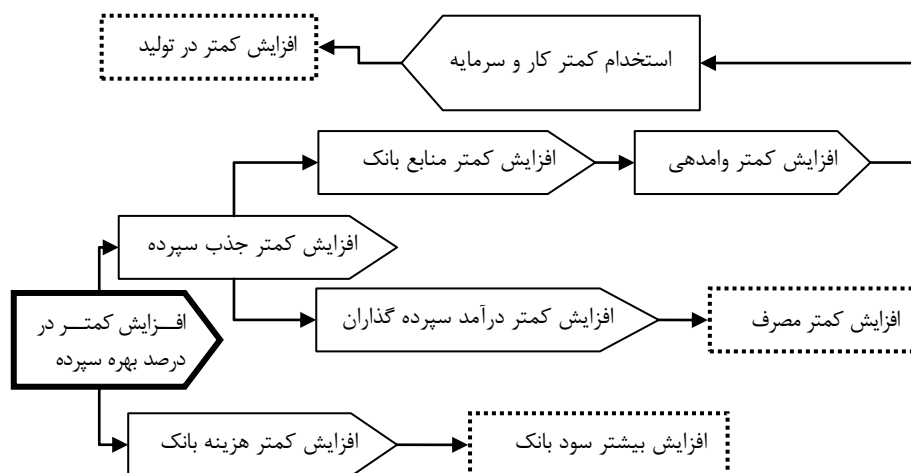 افزایش کمتر در تولید
استخدام کمتر کار و سرمایه
افزایش کمتر منابع بانک
افزایش کمتر وامدهی
افزایش کمتر جذب سپرده
افــزایش کمتــر در
درصد بهره سپرده
افزایش کمتر درآمد سپرده گذاران
افزایش کمتر مصرف
افزایش کمتر هزینه بانک
افزایش بیشتر سود بانک